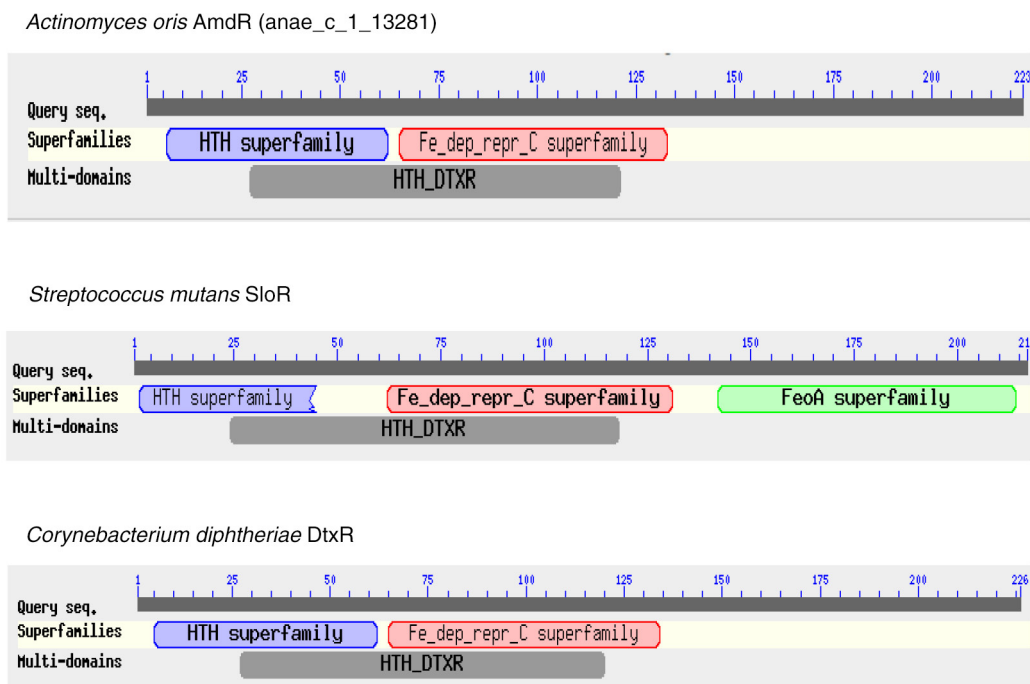 Actinomyces oris AmdR (anae_c_1_13281)
1 25 50 75 100 125 150 175 200 223
Query seq.
Superfamilies HTH superfamily Fe_dep_repr_C superfamily
Multi-domains HTH_DTXR
Streptococcus mutans SloR
1 25 50 75 100 125 150 175 200 21
Query seq.
Superfamilies HTH superfamily Fe_dep_repr_C superfamily FeoA superfamily
Multi-domains HTH_DTXR
Corynebacterium diphtheriae DtxR
1 25 50 75 100 125 150 175 200 226
Query seq.
Superfamilies HTH superfamily Fe_dep_repr_C superfamily
Multi-domains HTH_DTXR